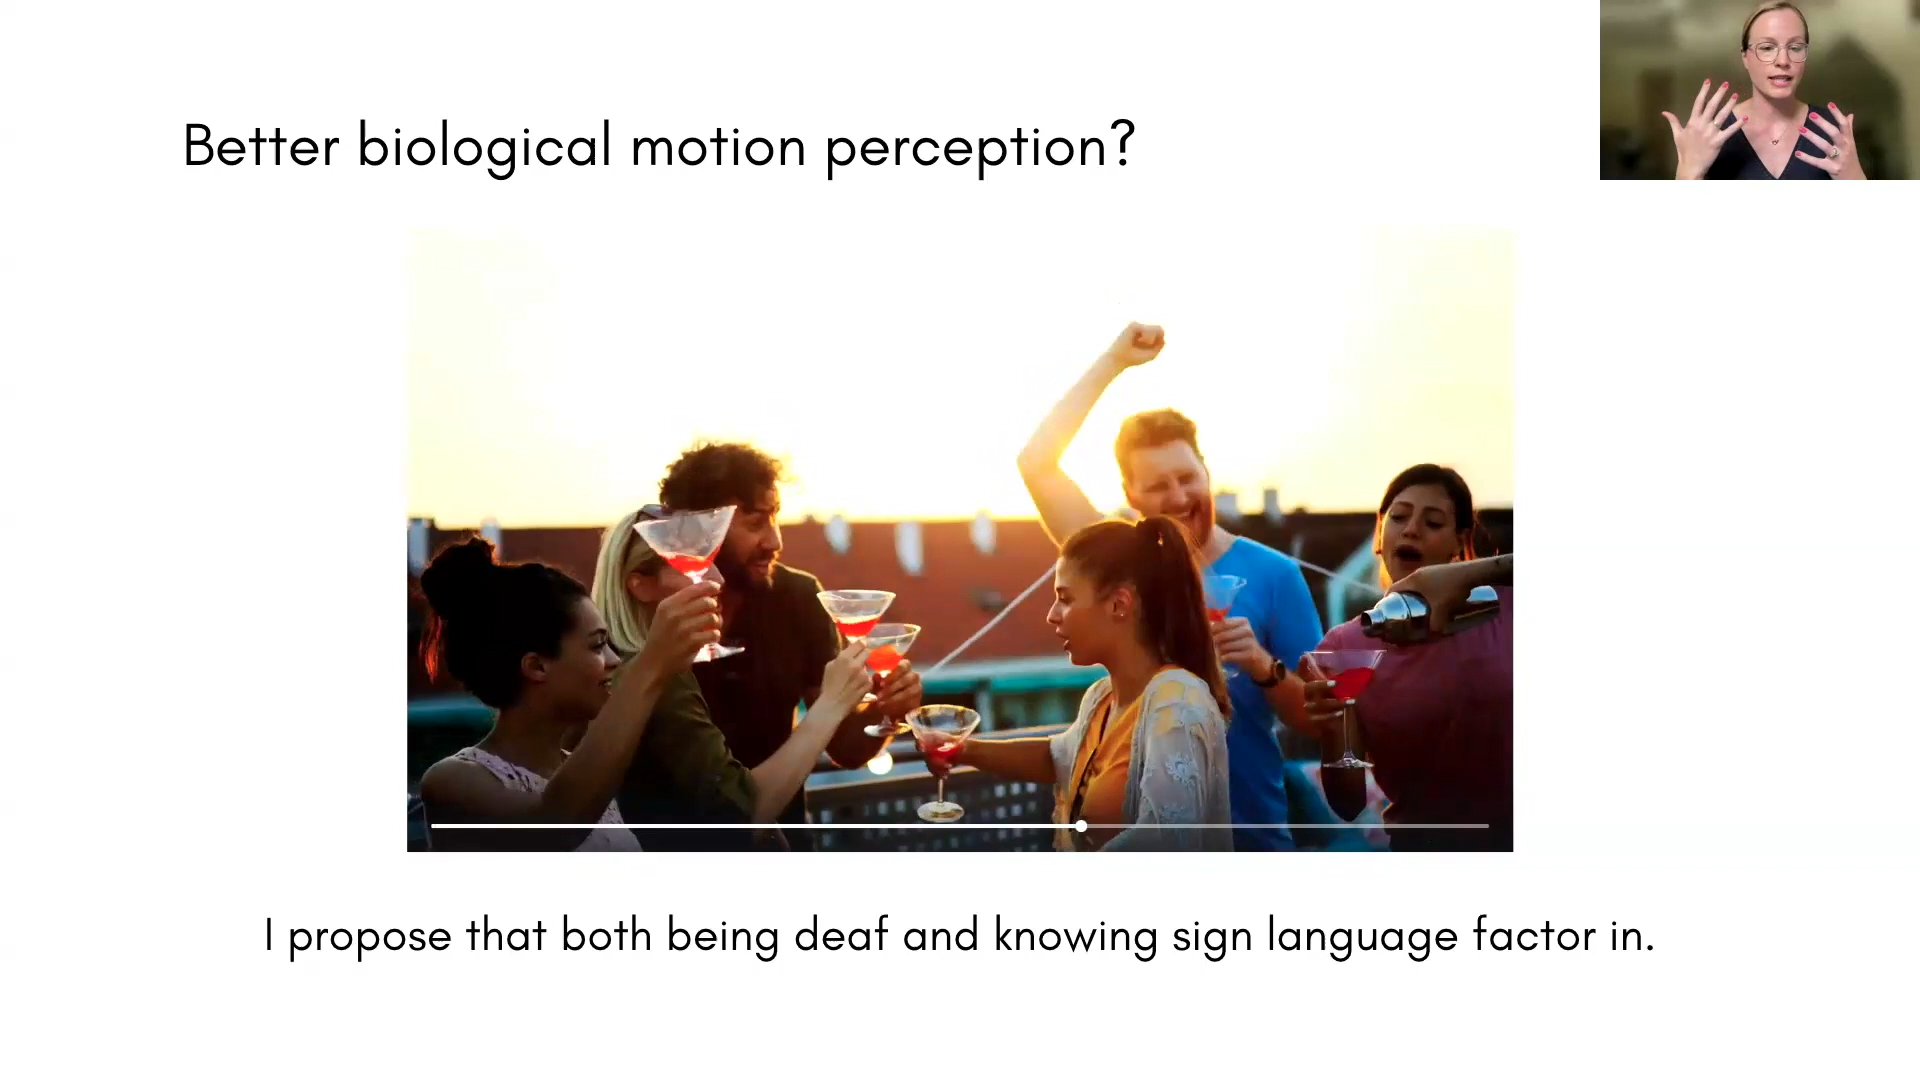 Better biological motion perception?
I propose that both being deaf and knowing sign language factor in.